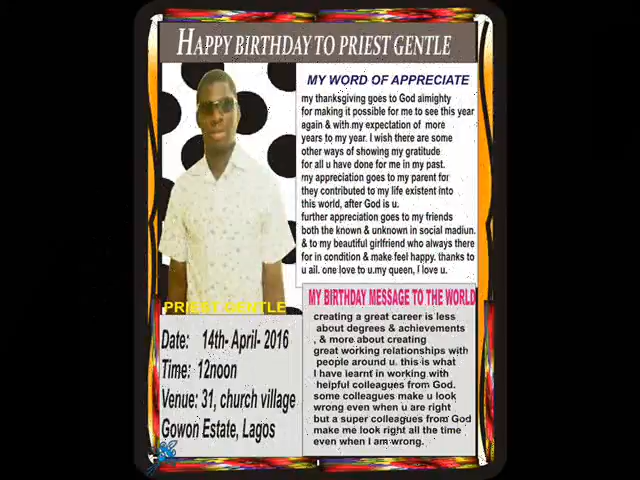 HAPPY BIRTHDAY TO PRIEST GENTLE
MY WORD OF APPRECIATE
my thanksgiving goes to God almighty
for making it possible for me to see this year
again & with my expectation of more
years to my year. I wish there are some
other ways of showing my gratitude
for all u have done for me in my past.
my appreciation goes to my parent for
they contributed to my life existent into
this world, after God is u.
further appreciation goes to my friends
both the known & unknown in social madiun.
& to my beautiful girlfriend who always there
for in condition & make feel happy. thanks to
u all. one love to u.my queen, I love u.
PRIEST GENTLE
Date: 14th- April- 2016
Time: 12noon
Venue: 31, church village
Gowon Estate, Lagos
MY BIRTHDAY MESSAGE TO THE WORLD
creating a great career is less
about degrees & achievements
, & more about creating
great working relationships with
people around u. this is what
I have learnt in working with
helpful colleagues from God.
some colleagues make u look
wrong even when u are right
but a super colleagues from God
make me look right all the time
even when I am wrong.